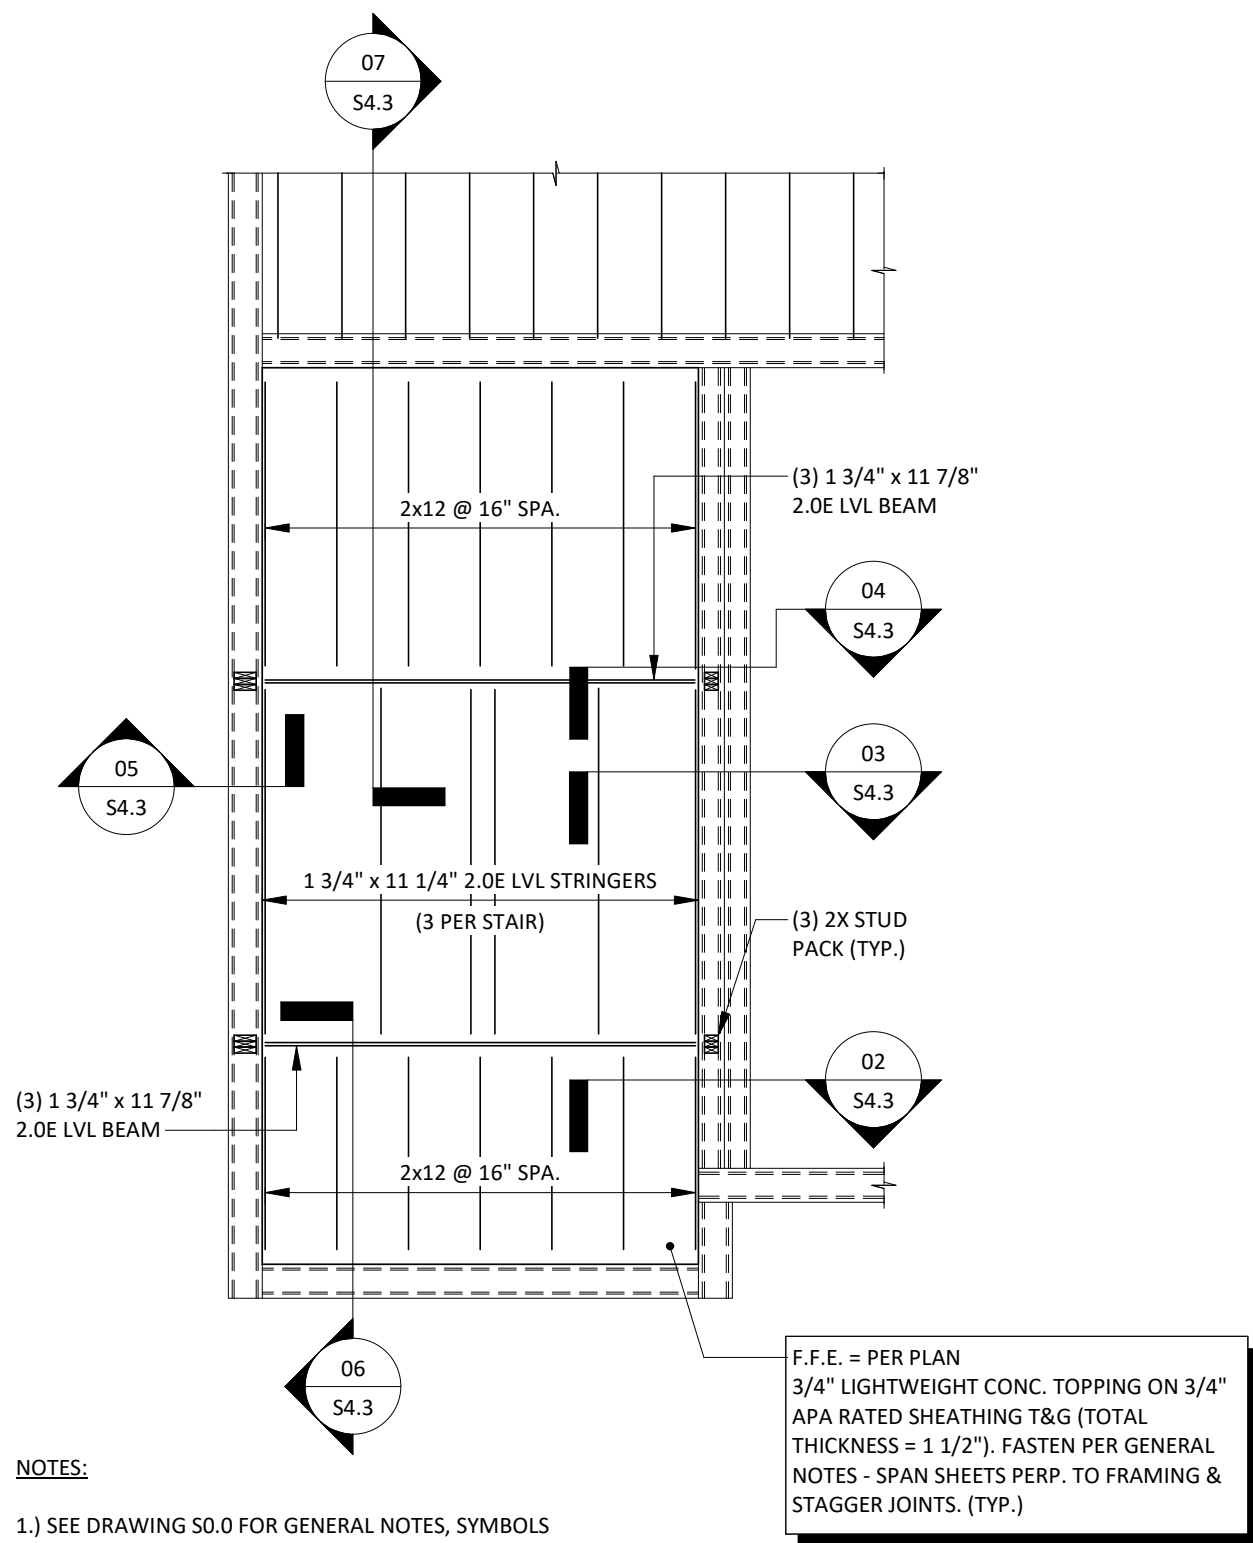 07
S4.3
(3) 1 3/4" x 11 7/8"
2.0E LVL BEAM
2x12 @ 16" SPA.
04
S4.3
03
S4.3
05
S4.3
1 3/4" x 11 1/4" 2.0E LVL STRINGERS
(3 PER STAIR)
(3) 2X STUD
PACK (TYP.)
02
S4.3
(3) 1 3/4" x 11 7/8"
2.0E LVL BEAM
2x12 @ 16" SPA.
06
S4.3
F.F.E. = PER PLAN
3/4" LIGHTWEIGHT CONC. TOPPING ON 3/4"
APA RATED SHEATHING T&G (TOTAL
THICKNESS = 1 1/2"). FASTEN PER GENERAL
NOTES - SPAN SHEETS PERP. TO FRAMING &
STAGGER JOINTS. (TYP.)
NOTES:
1.) SEE DRAWING S0.0 FOR GENERAL NOTES, SYMBOLS